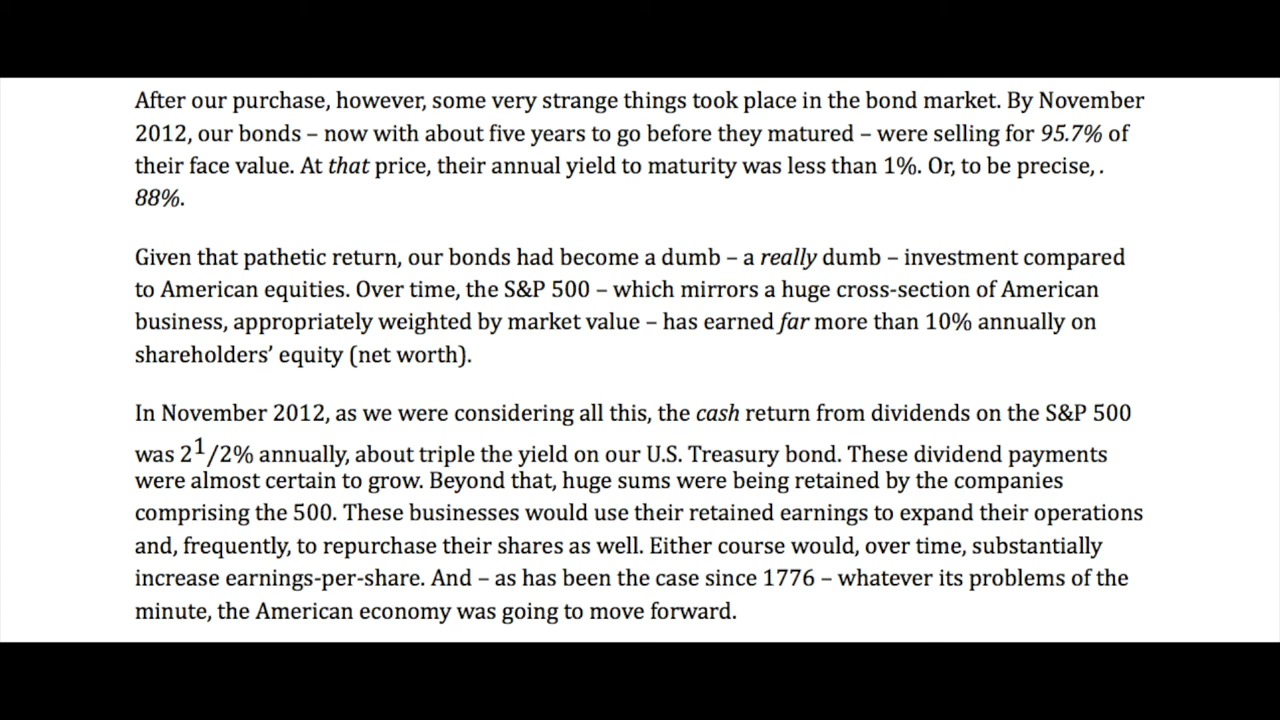 After our purchase, however, some very strange things took place in the bond market. By November
2012, our bonds – now with about five years to go before they matured – were selling for 95.7% of
their face value. At that price, their annual yield to maturity was less than 1%. Or, to be precise, .
88%.
Given that pathetic return, our bonds had become a dumb – a really dumb – investment compared
to American equities. Over time, the S&P 500 – which mirrors a huge cross-section of American
business, appropriately weighted by market value – has earned far more than 10% annually on
shareholders’ equity (net worth).
In November 2012, as we were considering all this, the cash return from dividends on the S&P 500
was 2¹/2% annually, about triple the yield on our U.S. Treasury bond. These dividend payments
were almost certain to grow. Beyond that, huge sums were being retained by the companies
comprising the 500. These businesses would use their retained earnings to expand their operations
and, frequently, to repurchase their shares as well. Either course would, over time, substantially
increase earnings-per-share. And – as has been the case since 1776 – whatever its problems of the
minute, the American economy was going to move forward.